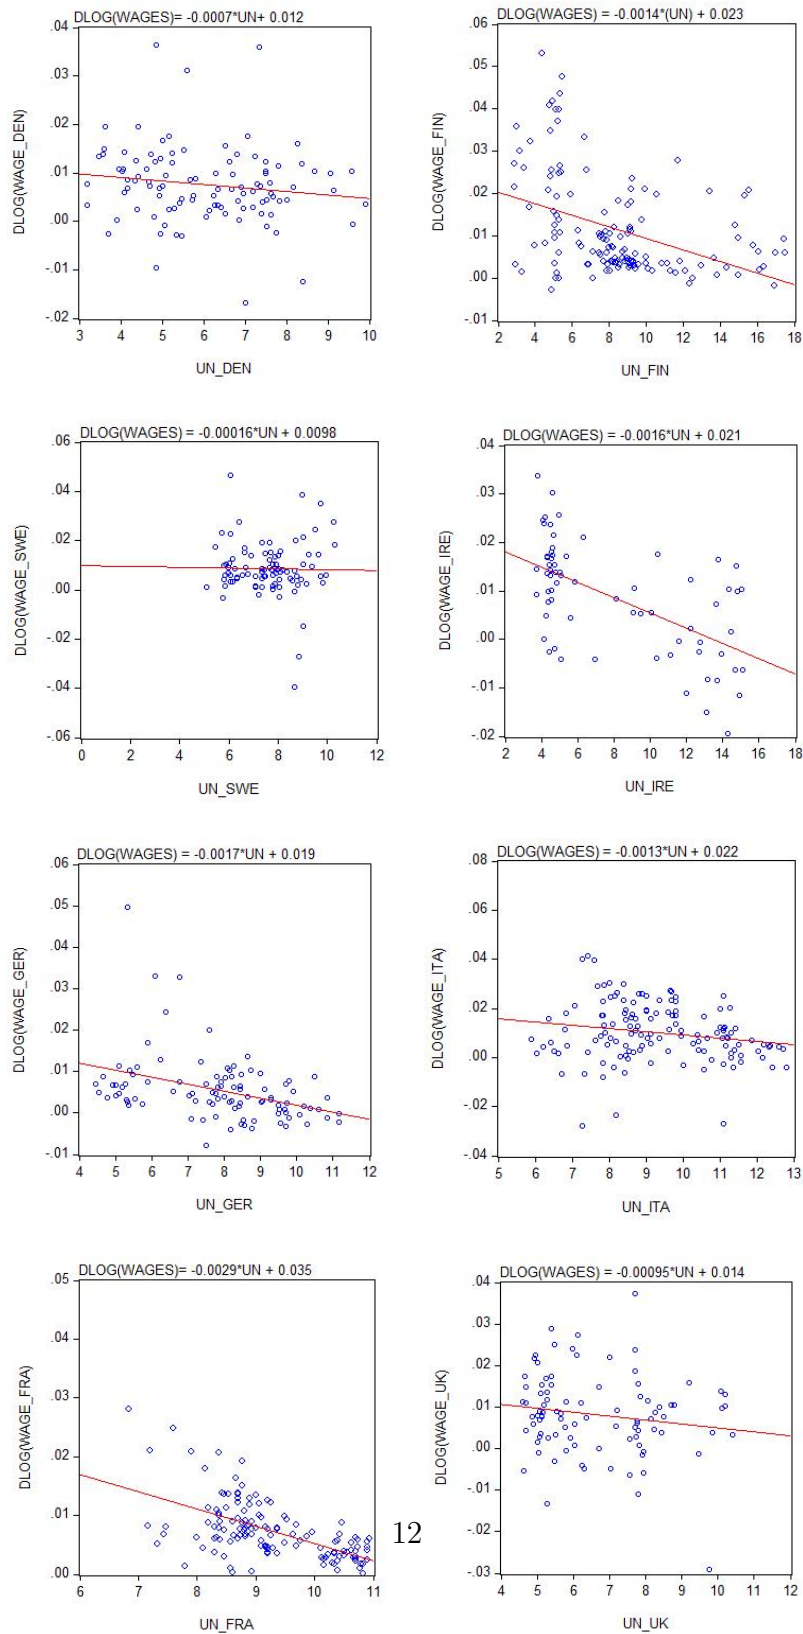 DLOG(WAGES)= -0.0007*UN+ 0.012
.04
.03
.02
.01
.00
-.01
-.02
DLOG(WAGE_DEN)
3 4 5 6 7 8 9 10
UN_DEN
DLOG(WAGES) = -0.0014*(UN) + 0.023
.06
.05
.04
.03
.02
.01
.00
-.01
DLOG(WAGE_FIN)
2 4 6 8 10 12 14 16 18
UN_FIN
DLOG(WAGES) = -0.00016*UN + 0.0098
.06
.04
.02
.00
-.02
-.04
-.06
DLOG(WAGE_SWE)
0 2 4 6 8 10 12
UN_SWE
DLOG(WAGES) = -0.0016*UN + 0.021
.04
.03
.02
.01
.00
-.01
-.02
DLOG(WAGE_IRE)
2 4 6 8 10 12 14 16 18
UN_IRE
DLOG(WAGES) = -0.0017*UN + 0.019
.06
.05
.04
.03
.02
.01
.00
-.01
DLOG(WAGE_GER)
4 5 6 7 8 9 10 11 12
UN_GER
DLOG(WAGES) = -0.0013*UN + 0.022
.08
.06
.04
.02
.00
-.02
-.04
DLOG(WAGE_ITA)
5 6 7 8 9 10 11 12 13
UN_ITA
DLOG(WAGES)= -0.0029*UN + 0.035
.05
.04
.03
.02
.01
.00
DLOG(WAGE_FRA)
6 7 8 9 10 11
UN_FRA
DLOG(WAGES) = -0.00095*UN + 0.014
.04
.03
.02
.01
.00
-.01
-.02
-.03
DLOG(WAGE_UK)
4 5 6 7 8 9 10 11 12
UN_UK
12